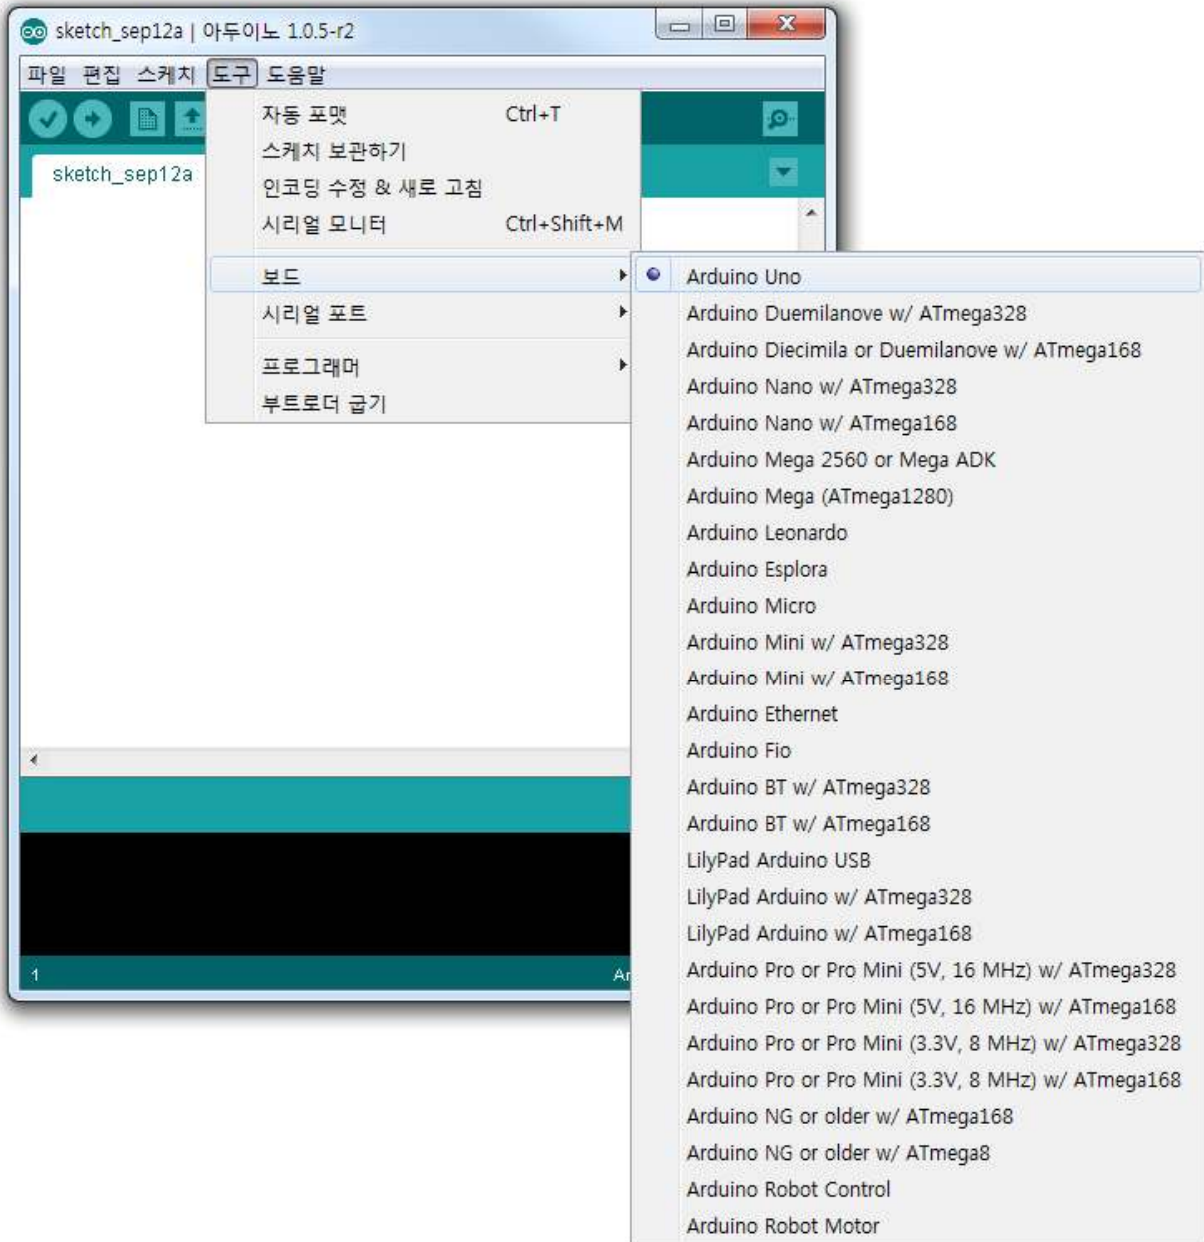 sketch_sep12a | 아두이노 1.0.5-r2
파일 편집 스케치 도구 도움말
sketch_sep12a
자동 포맷 Ctrl+T
스케치 보관하기
인코딩 수정 & 새로 고침
시리얼 모니터 Ctrl+Shift+M
보드
시리얼 포트
프로그래머
부트로더 굽기
Arduino Uno
Arduino Duemilanove w/ ATmega328
Arduino Diecimila or Duemilanove w/ ATmega168
Arduino Nano w/ ATmega328
Arduino Nano w/ ATmega168
Arduino Mega 2560 or Mega ADK
Arduino Mega (ATmega1280)
Arduino Leonardo
Arduino Esplora
Arduino Micro
Arduino Mini w/ ATmega328
Arduino Mini w/ ATmega168
Arduino Ethernet
Arduino Fio
Arduino BT w/ ATmega328
Arduino BT w/ ATmega168
LilyPad Arduino USB
LilyPad Arduino w/ ATmega328
LilyPad Arduino w/ ATmega168
Arduino Pro or Pro Mini (5V, 16 MHz) w/ ATmega328
Arduino Pro or Pro Mini (5V, 16 MHz) w/ ATmega168
Arduino Pro or Pro Mini (3.3V, 8 MHz) w/ ATmega328
Arduino Pro or Pro Mini (3.3V, 8 MHz) w/ ATmega168
Arduino NG or older w/ ATmega168
Arduino NG or older w/ ATmega8
Arduino Robot Control
Arduino Robot Motor
1